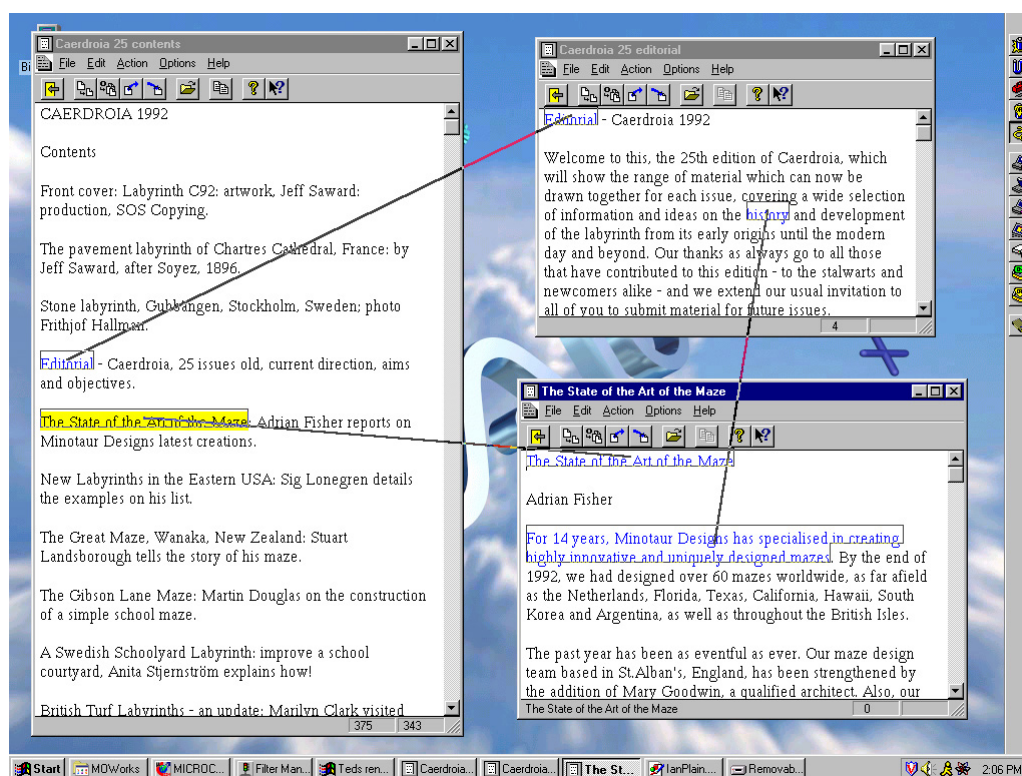 Bi
Caerdroia 25 contents
File Edit Action Options Help
CAERDROIA 1992
Contents
Front cover: Labyrinth C92: artwork, Jeff Saward:
production, SOS Copying.
The pavement labyrinth of Chartres Cathedral, France: by
Jeff Saward, after Soyez, 1896.
Stone labyrinth, Gubbangen, Stockholm, Sweden; photo
Frithjof Hallman.
Editorial - Caerdroia, 25 issues old, current direction, aims
and objectives.
The State of the Art of the Maze: Adrian Fisher reports on
Minotaur Designs latest creations.
New Labyrinths in the Eastern USA: Sig Lonegren details
the examples on his list.
The Great Maze, Wanaka, New Zealand: Stuart
Landsborough tells the story of his maze.
The Gibson Lane Maze: Martin Douglas on the construction
of a simple school maze.
A Swedish Schoolyard Labyrinth: improve a school
courtyard, Anita Stjernström explains how!
British Turf Labyrinths - an update: Marilyn Clark visited
375 343
Caerdroia 25 editorial
File Edit Action Options Help
Editorial - Caerdroia 1992
Welcome to this, the 25th edition of Caerdroia, which
will show the range of material which can now be
drawn together for each issue, covering a wide selection
of information and ideas on the history and development
of the labyrinth from its early origins until the modern
day and beyond. Our thanks as always go to all those
that have contributed to this edition - to the stalwarts and
newcomers alike - and we extend our usual invitation to
all of you to submit material for future issues.
4
The State of the Art of the Maze
File Edit Action Options Help
The State of the Art of the Maze
Adrian Fisher
For 14 years, Minotaur Designs has specialised in creating
highly innovative and uniquely designed mazes. By the end of
1992, we had designed over 60 mazes worldwide, as far afield
as the Netherlands, Florida, Texas, California, Hawaii, South
Korea and Argentina, as well as throughout the British Isles.
The past year has been as eventful as ever. Our maze design
team based in St.Alban's, England, has been strengthened by
the addition of Mary Goodwin, a qualified architect. Also, our
The State of the Art of the Maze 0
Start MOWorks MICROC... Filter Man... Teds ren... Caerdroia... Caerdroia... The St... IanPlain.... Removab... 2:06 PM